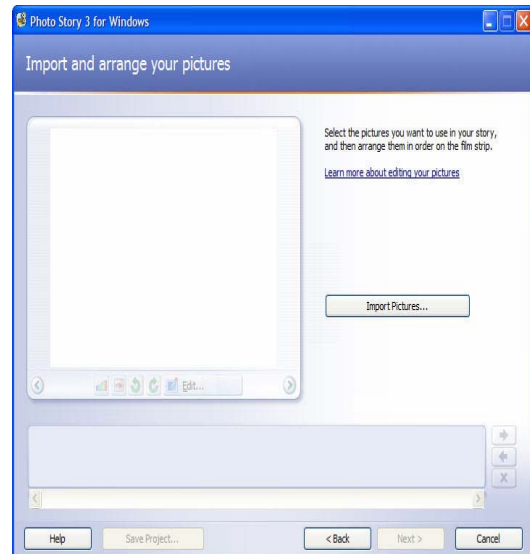 Photo Story 3 for Windows
Import and arrange your pictures
Select the pictures you want to use in your story,
and then arrange them in order on the film strip.
Learn more about editing your pictures
Import Pictures...
Edit...
Help
Save Project...
< Back
Next >
Cancel